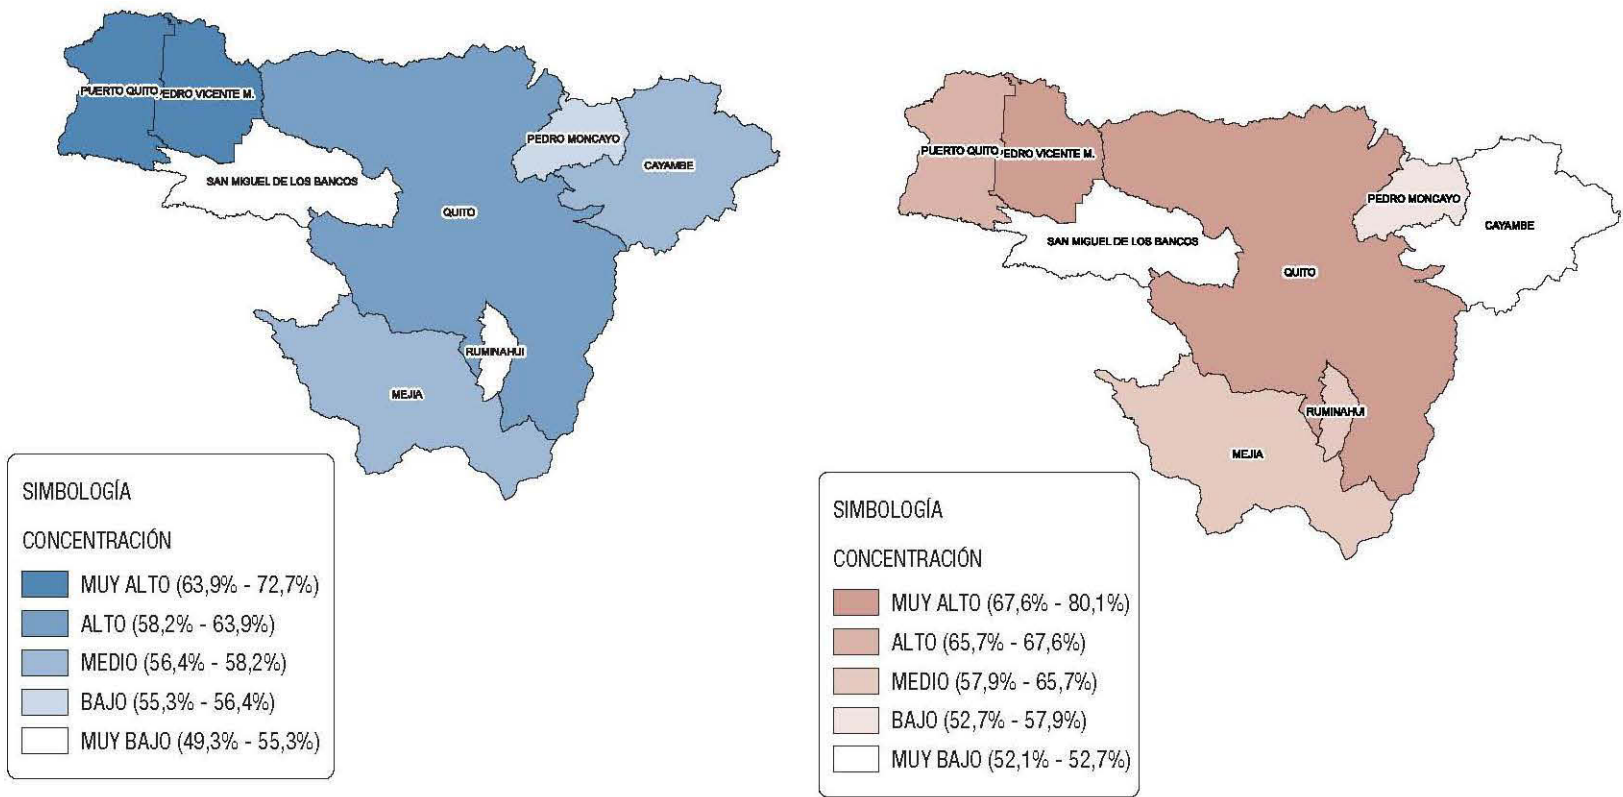 PUERTO QUITO
PEDRO VICENTE M.
PEDRO MONCAYO
CAYAMBE
SAN MIGUEL DE LOS BANCOS
QUITO
RUMINAHUI
MEJIA
SIMBOLOGÍA
CONCENTRACIÓN
MUY ALTO (63,9% - 72,7%)
ALTO (58,2% - 63,9%)
MEDIO (56,4% - 58,2%)
BAJO (55,3% - 56,4%)
MUY BAJO (49,3% - 55,3%)
PUERTO QUITO
PEDRO VICENTE M.
PEDRO MONCAYO
CAYAMBE
SAN MIGUEL DE LOS BANCOS
QUITO
RUMINAHUI
MEJIA
SIMBOLOGÍA
CONCENTRACIÓN
MUY ALTO (67,6% - 80,1%)
ALTO (65,7% - 67,6%)
MEDIO (57,9% - 65,7%)
BAJO (52,7% - 57,9%)
MUY BAJO (52,1% - 52,7%)